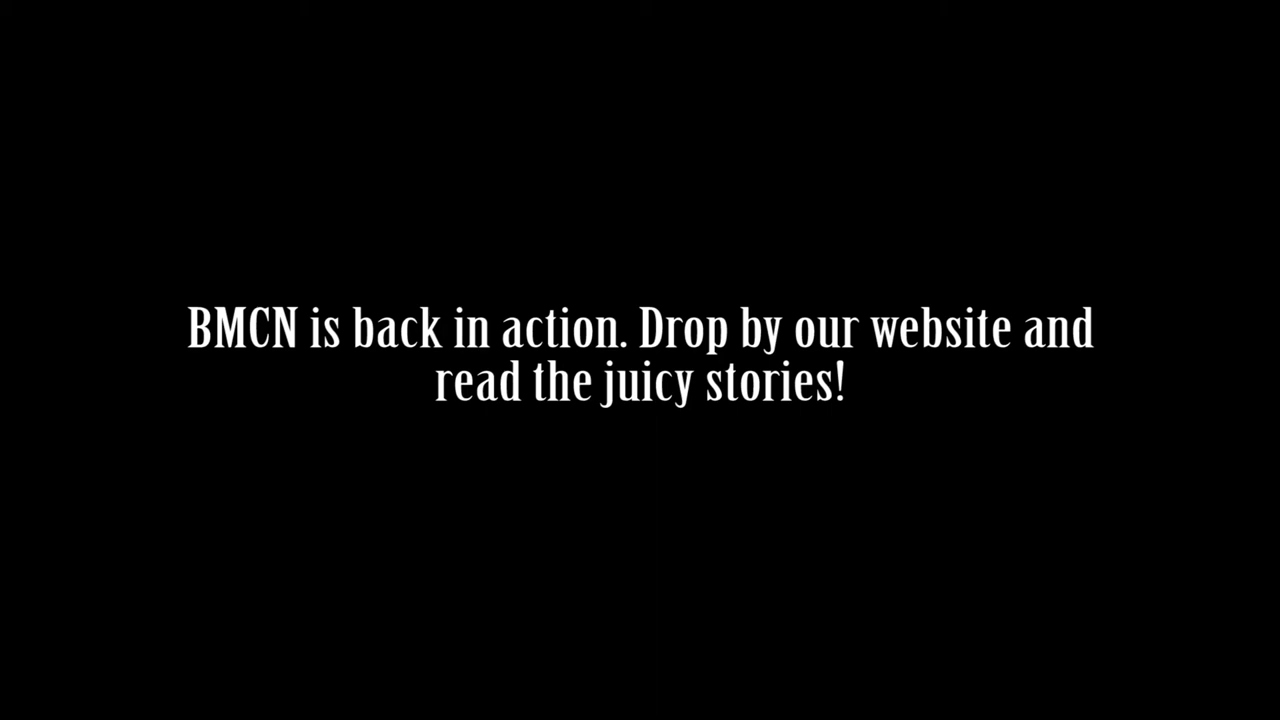 BMCN is back in action. Drop by our website and
read the juicy stories!